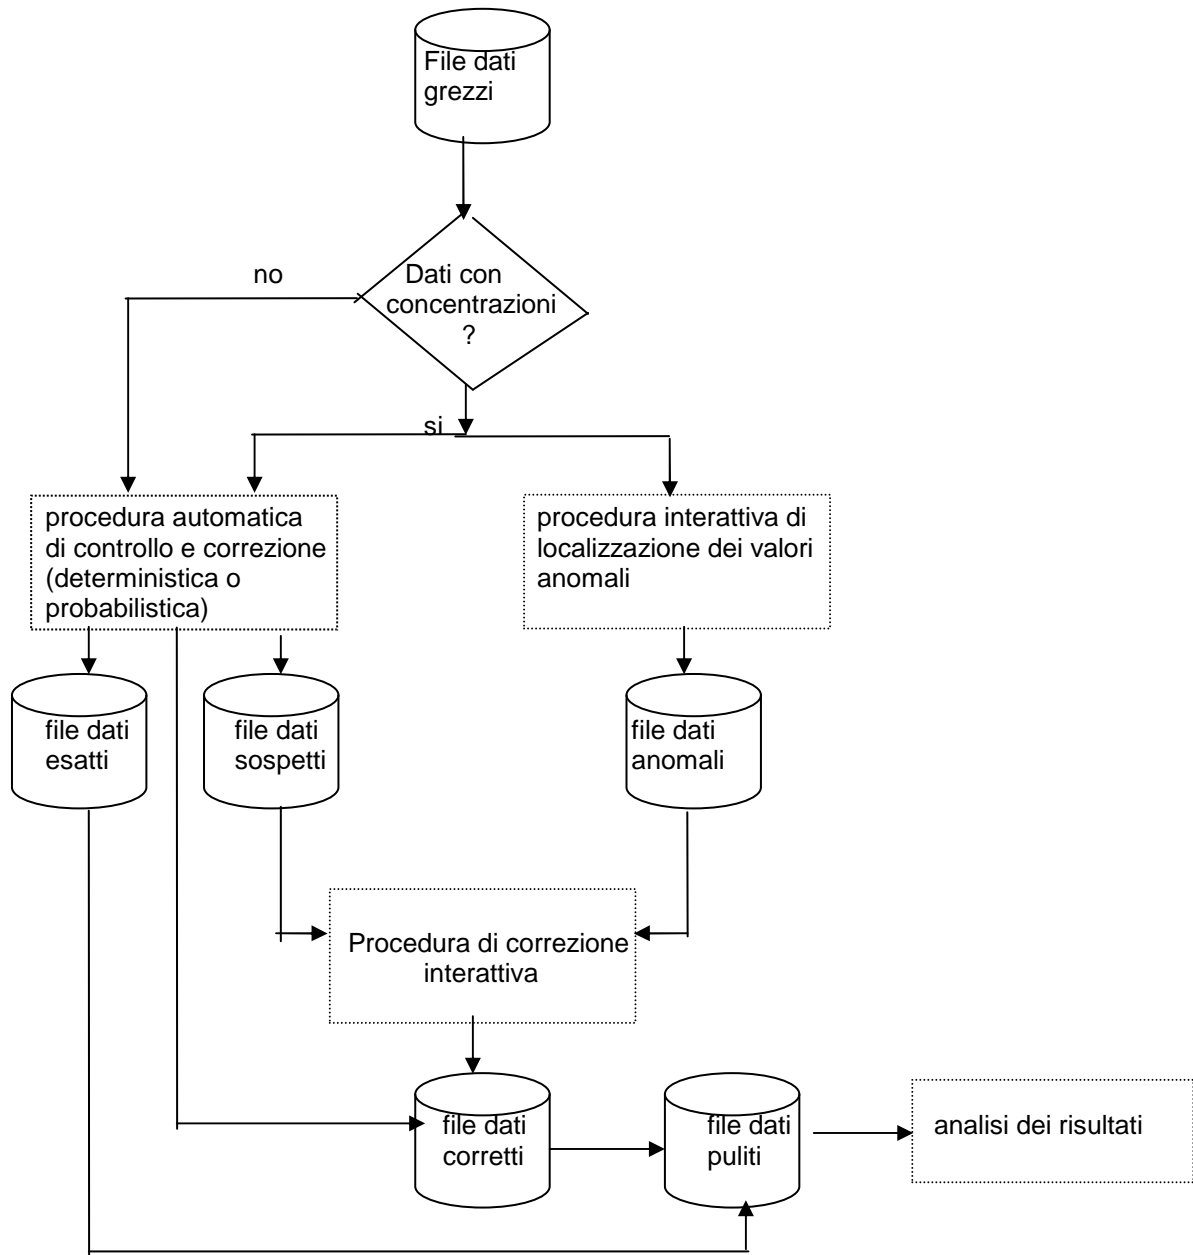 File dati
grezzi
no
Dati con
concentrazioni
?
si
procedura automatica
di controllo e correzione
(deterministica o
probabilistica)
procedura interattiva di
localizzazione dei valori
anomali
file dati
esatti
file dati
sospetti
file dati
anomali
Procedura di correzione
interattiva
file dati
corretti
file dati
puliti
analisi dei risultati